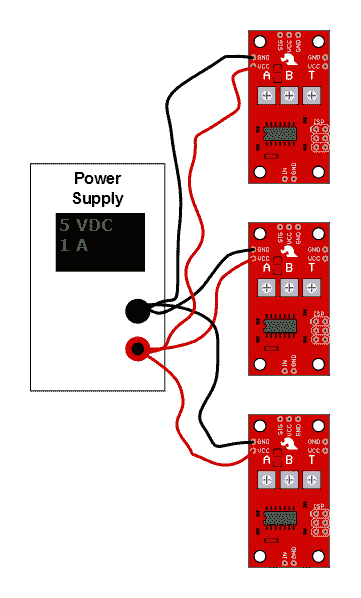 Power
Supply
5 VDC
1 A
SIG
VCC
GND
GND
VCC
GND
VCC
A B T
ISP
IN
GND
SIG
VCC
GND
GND
VCC
GND
VCC
A B T
ISP
IN
GND
SIG
VCC
GND
GND
VCC
GND
VCC
A B T
ISP
IN
GND